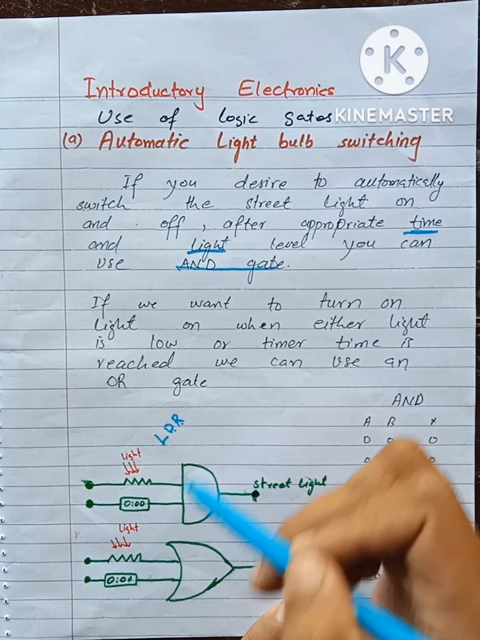 K
KINEMASTER
Introductory Electronics
Use of logic gates
(a) Automatic Light bulb switching
If you desire to automatically
switch the street light on
and off, after appropriate time
and light level you can
use AND gate.
If we want to turn on
light on when either light
is low or timer time is
reached we can use an
OR gate
AND
A B X
0 0 0
0
L.D.R
Light
0:00
street light
Light
0:00